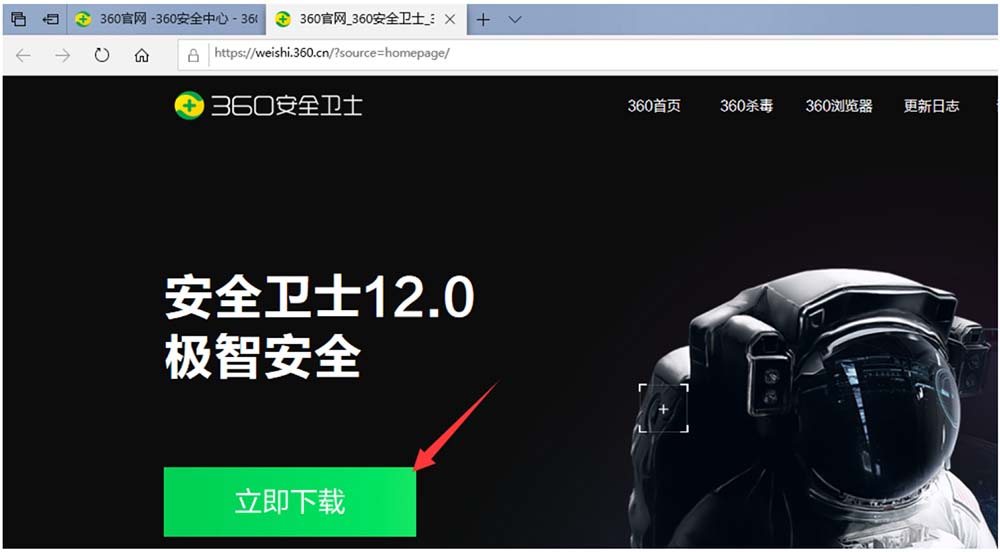 360官网 -360安全中心 - 360
360官网_360安全卫士_3
https://weishi.360.cn/?source=homepage/
360安全卫士
360首页 360杀毒 360浏览器 更新日志
安全卫士12.0
极智安全
立即下载